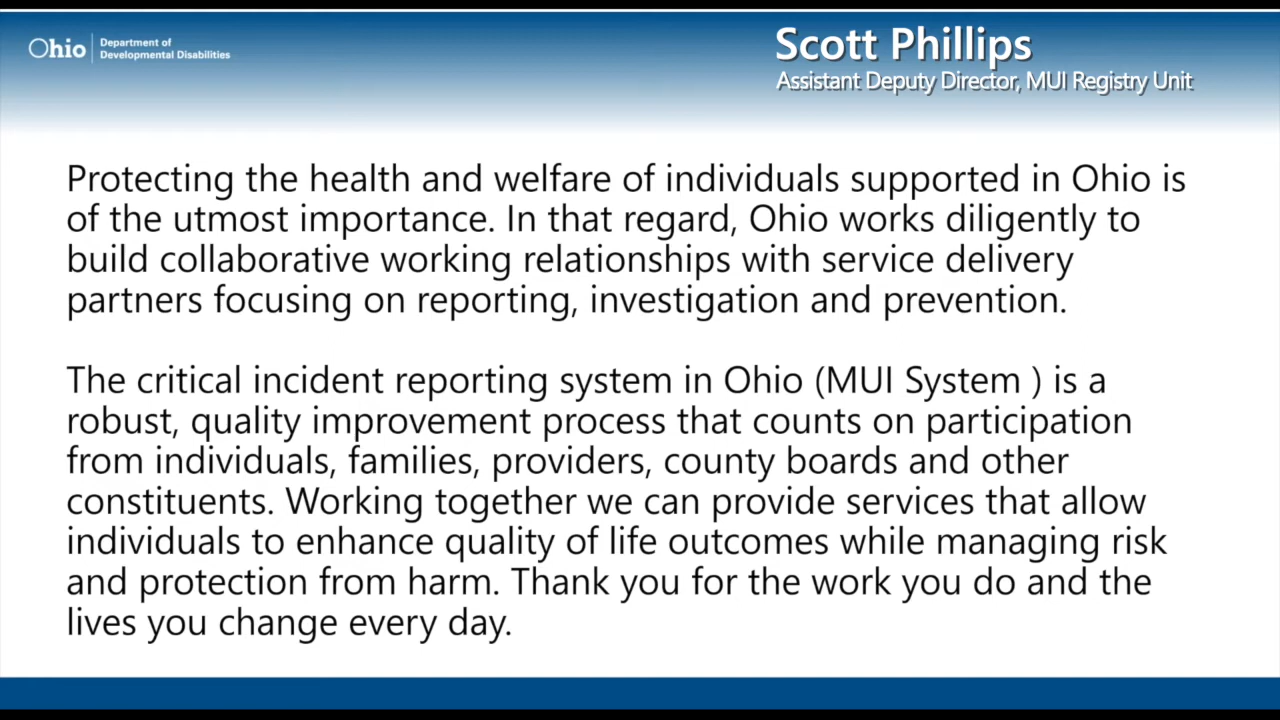 Ohio
Department of
Developmental Disabilities
Scott Phillips
Assistant Deputy Director, MUI Registry Unit
Protecting the health and welfare of individuals supported in Ohio is
of the utmost importance. In that regard, Ohio works diligently to
build collaborative working relationships with service delivery
partners focusing on reporting, investigation and prevention.
The critical incident reporting system in Ohio (MUI System ) is a
robust, quality improvement process that counts on participation
from individuals, families, providers, county boards and other
constituents. Working together we can provide services that allow
individuals to enhance quality of life outcomes while managing risk
and protection from harm. Thank you for the work you do and the
lives you change every day.